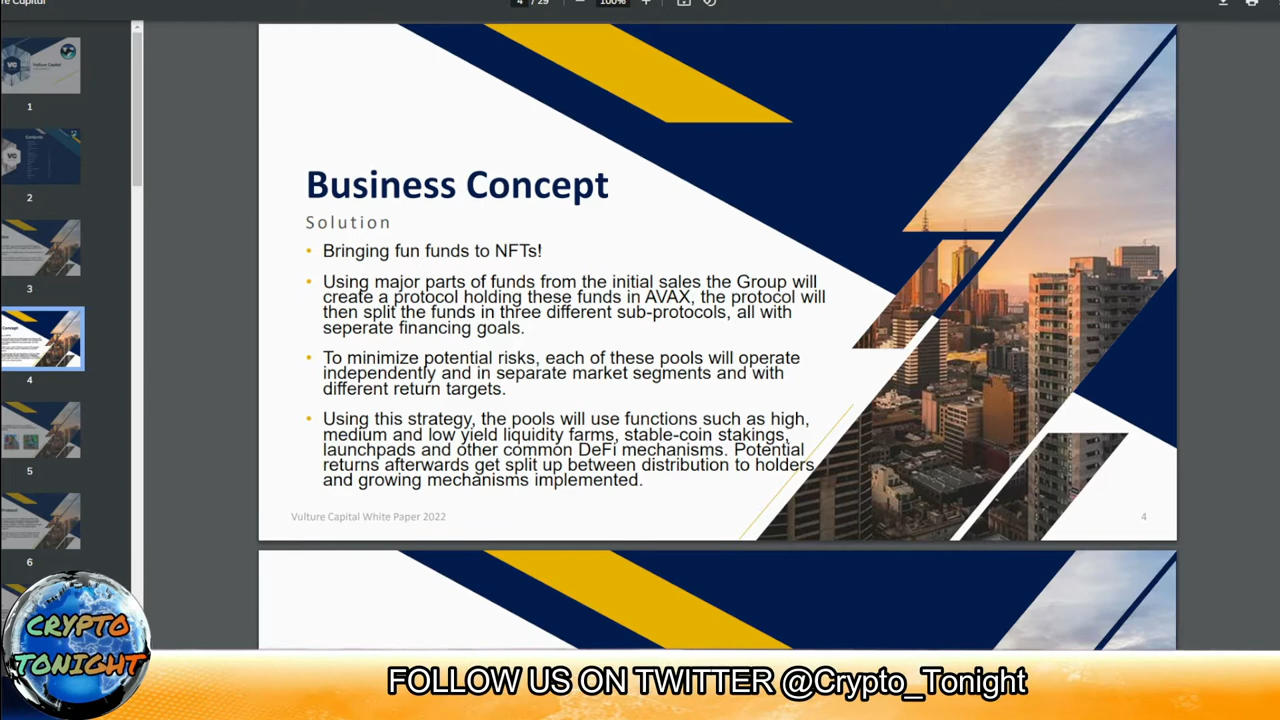 4 / 29
100%
1
Contents
2
3
4
5
6
Business Concept
Solution
• Bringing fun funds to NFTs!
• Using major parts of funds from the initial sales the Group will
create a protocol holding these funds in AVAX, the protocol will
then split the funds in three different sub-protocols, all with
seperate financing goals.
• To minimize potential risks, each of these pools will operate
independently and in separate market segments and with
different return targets.
• Using this strategy, the pools will use functions such as high,
medium and low yield liquidity farms, stable-coin stakings,
launchpads and other common DeFi mechanisms. Potential
returns afterwards get split up between distribution to holders
and growing mechanisms implemented.
Vulture Capital White Paper 2022
4
CRYPTO
TONIGHT
FOLLOW US ON TWITTER @Crypto_Tonight